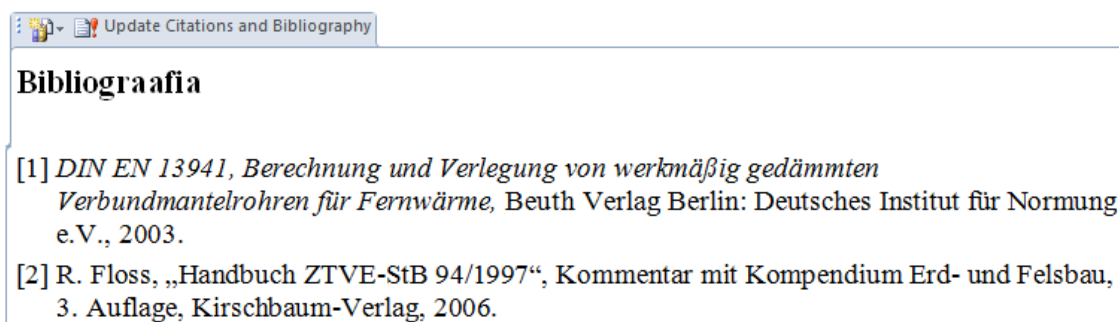 Update Citations and Bibliography
Bibliograafia
[1] DIN EN 13941, Berechnung und Verlegung von werkmäßig gedämmten
Verbundmantelrohren für Fernwärme, Beuth Verlag Berlin: Deutsches Institut für Normung
e.V., 2003.
[2] R. Floss, „Handbuch ZTVE-StB 94/1997“, Kommentar mit Kompendium Erd- und Felsbau,
3. Auflage, Kirschbaum-Verlag, 2006.